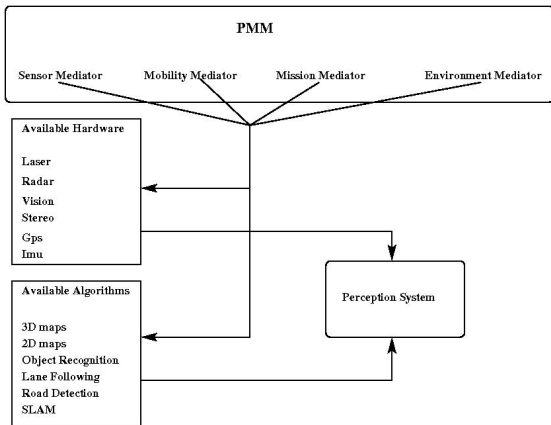 PMM
Sensor Mediator Mobility Mediator Mission Mediator Environment Mediator
Available Hardware
Laser
Radar
Vision
Stereo
Gps
Imu
Available Algorithms
3D maps
2D maps
Object Recognition
Lane Following
Road Detection
SLAM
Perception System